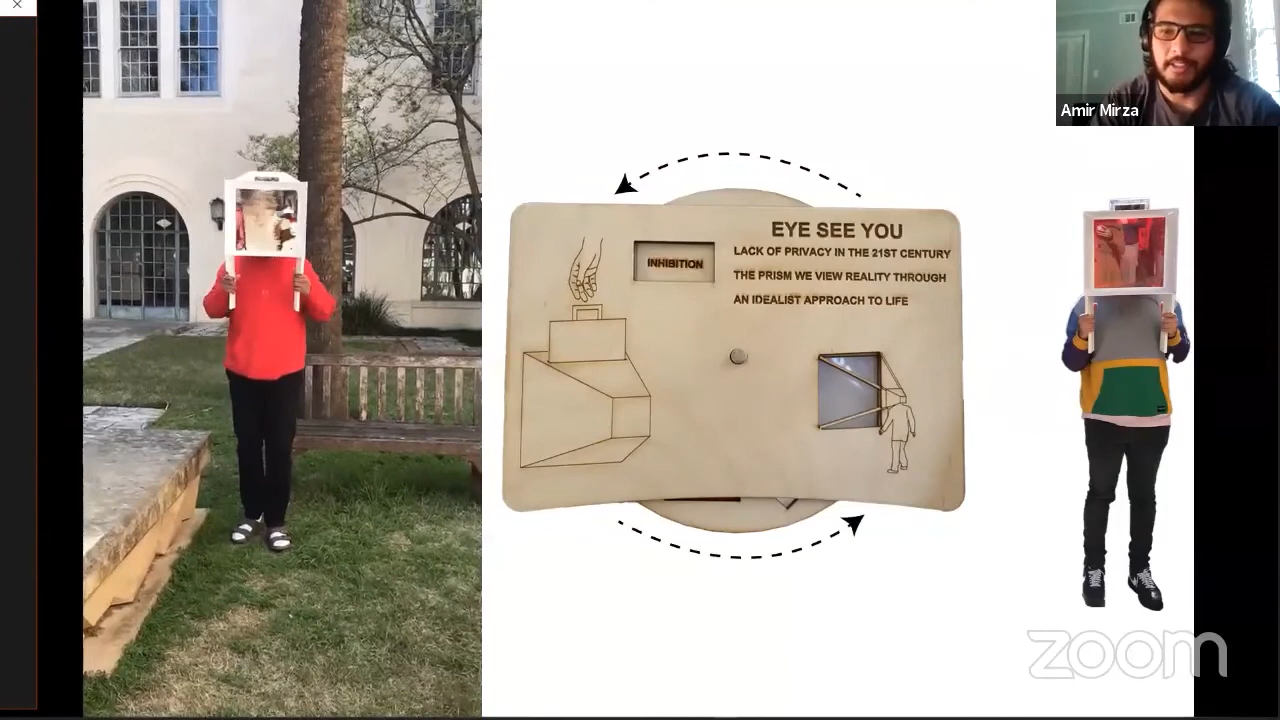 Amir Mirza
EYE SEE YOU
INHIBITION
LACK OF PRIVACY IN THE 21ST CENTURY
THE PRISM WE VIEW REALITY THROUGH
AN IDEALIST APPROACH TO LIFE
zoom